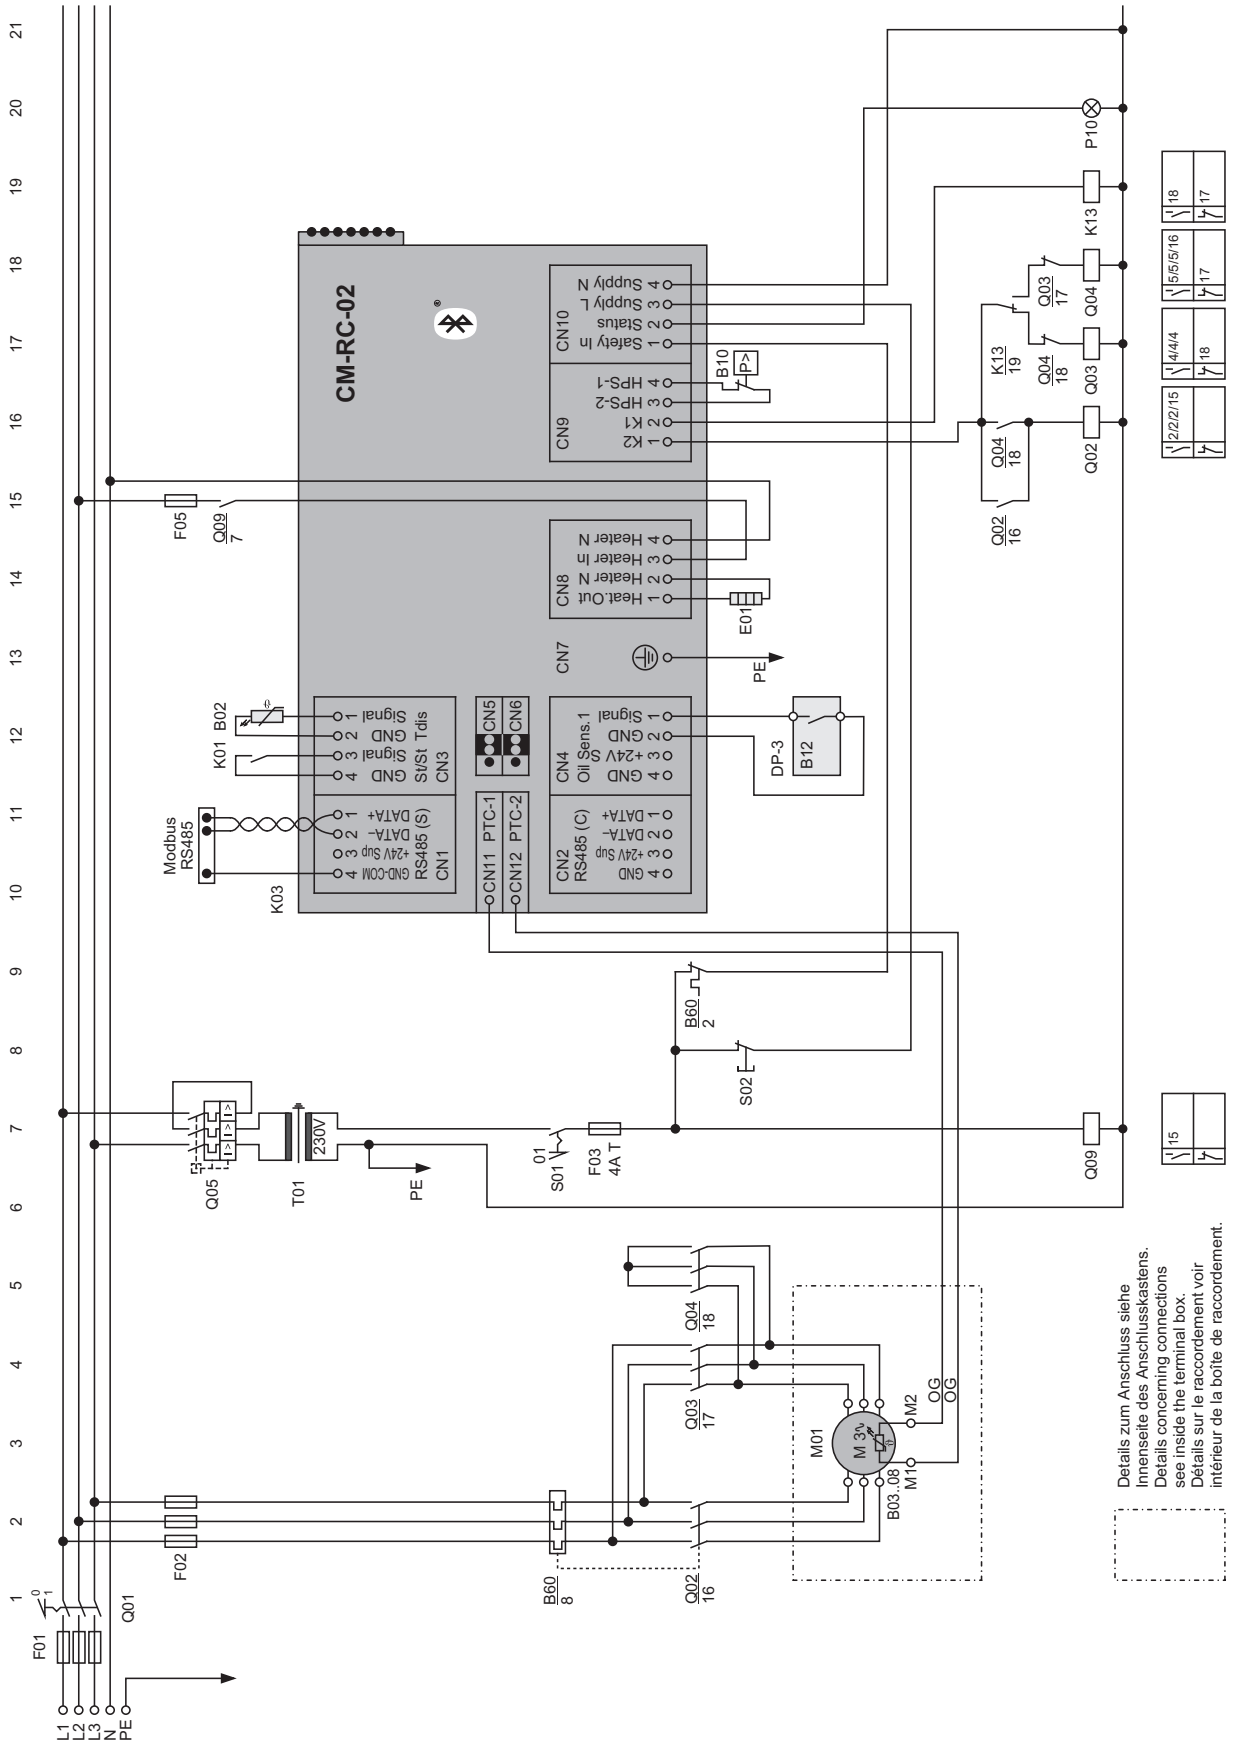 1
2
3
4
5
6
7
8
9
10
11
12
13
14
15
16
17
18
19
20
21
L1
L2
L3
N
PE
F01
0
1
Q01
F02
B60
8
Q02
16
Q03
17
Q04
18
M01
M 3∿
ϑ
B03..08
M1
M2
OG
OG
Q05
I >
I >
I >
T01
230V
PE
01
S01
F03
4A T
S02
B60
2
Q09
K03
CM-RC-02
®
Modbus
RS485
K01
B02
ϑ
4
3
2
1
GND-COM
+24V Sup
DATA-
DATA+
RS485 (S)
CN1
4
3
2
1
GND
Signal
GND
Signal
St/St
Tdis
CN3
CN11
PTC-1
CN12
PTC-2
CN5
CN6
CN2
RS485 (C)
GND
+24V Sup
DATA-
DATA+
4
3
2
1
CN4
Oil Sens.1
GND
+24V S
GND
Signal
4
3
2
1
DP-3
B12
CN7
PE
CN8
Heat.Out
Heater N
Heater In
Heater N
1
2
3
4
E01
F05
Q09
7
CN9
K2
K1
HPS-2
HPS-1
1
2
3
4
B10
P>
CN10
Safety In
Status
Supply L
Supply N
1
2
3
4
Q02
16
Q04
18
Q02
K13
19
Q04
18
Q03
Q03
17
Q04
K13
P10
15
2/2/2/15
4/4/4
18
5/5/5/16
17
18
17
Details zum Anschluss siehe
Innenseite des Anschlusskastens.
Details concerning connections
see inside the terminal box.
Détails sur le raccordement voir
intérieur de la boîte de raccordement.